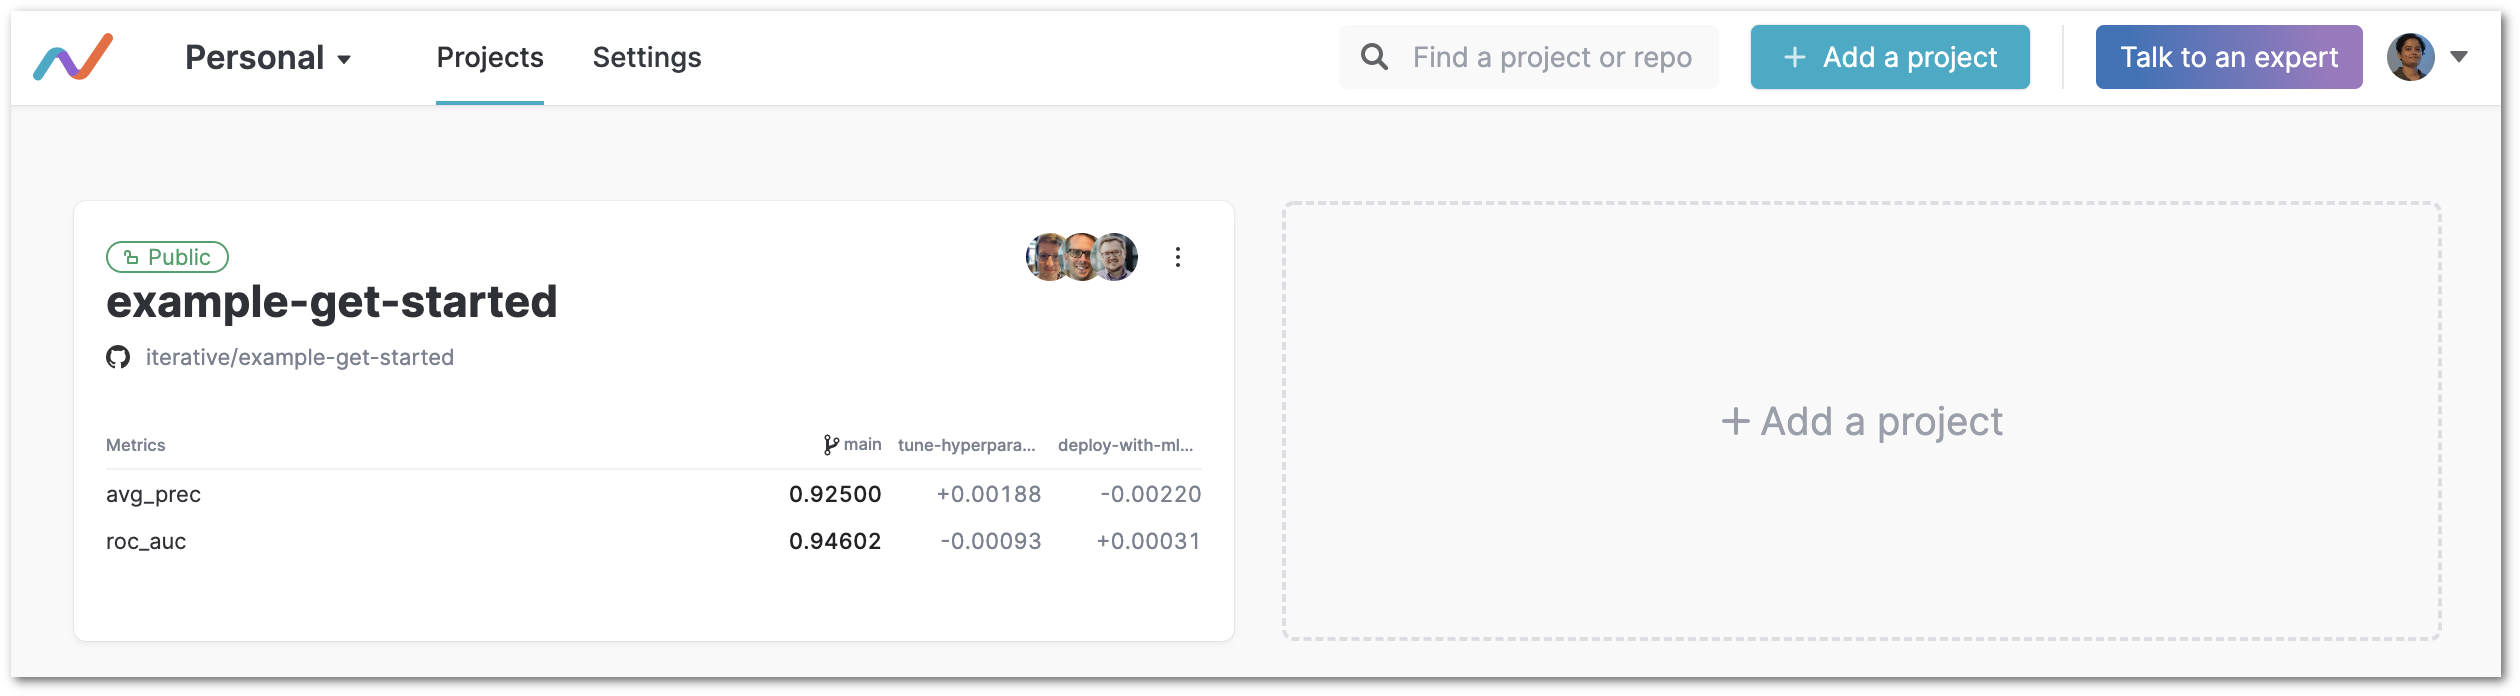 Personal Projects Settings Find a project or repo + Add a project Talk to an expert
Public
example-get-started
iterative/example-get-started
Metrics main tune-hyperpara... deploy-with-ml...
avg_prec 0.92500 +0.00188 -0.00220
roc_auc 0.94602 -0.00093 +0.00031
+ Add a project